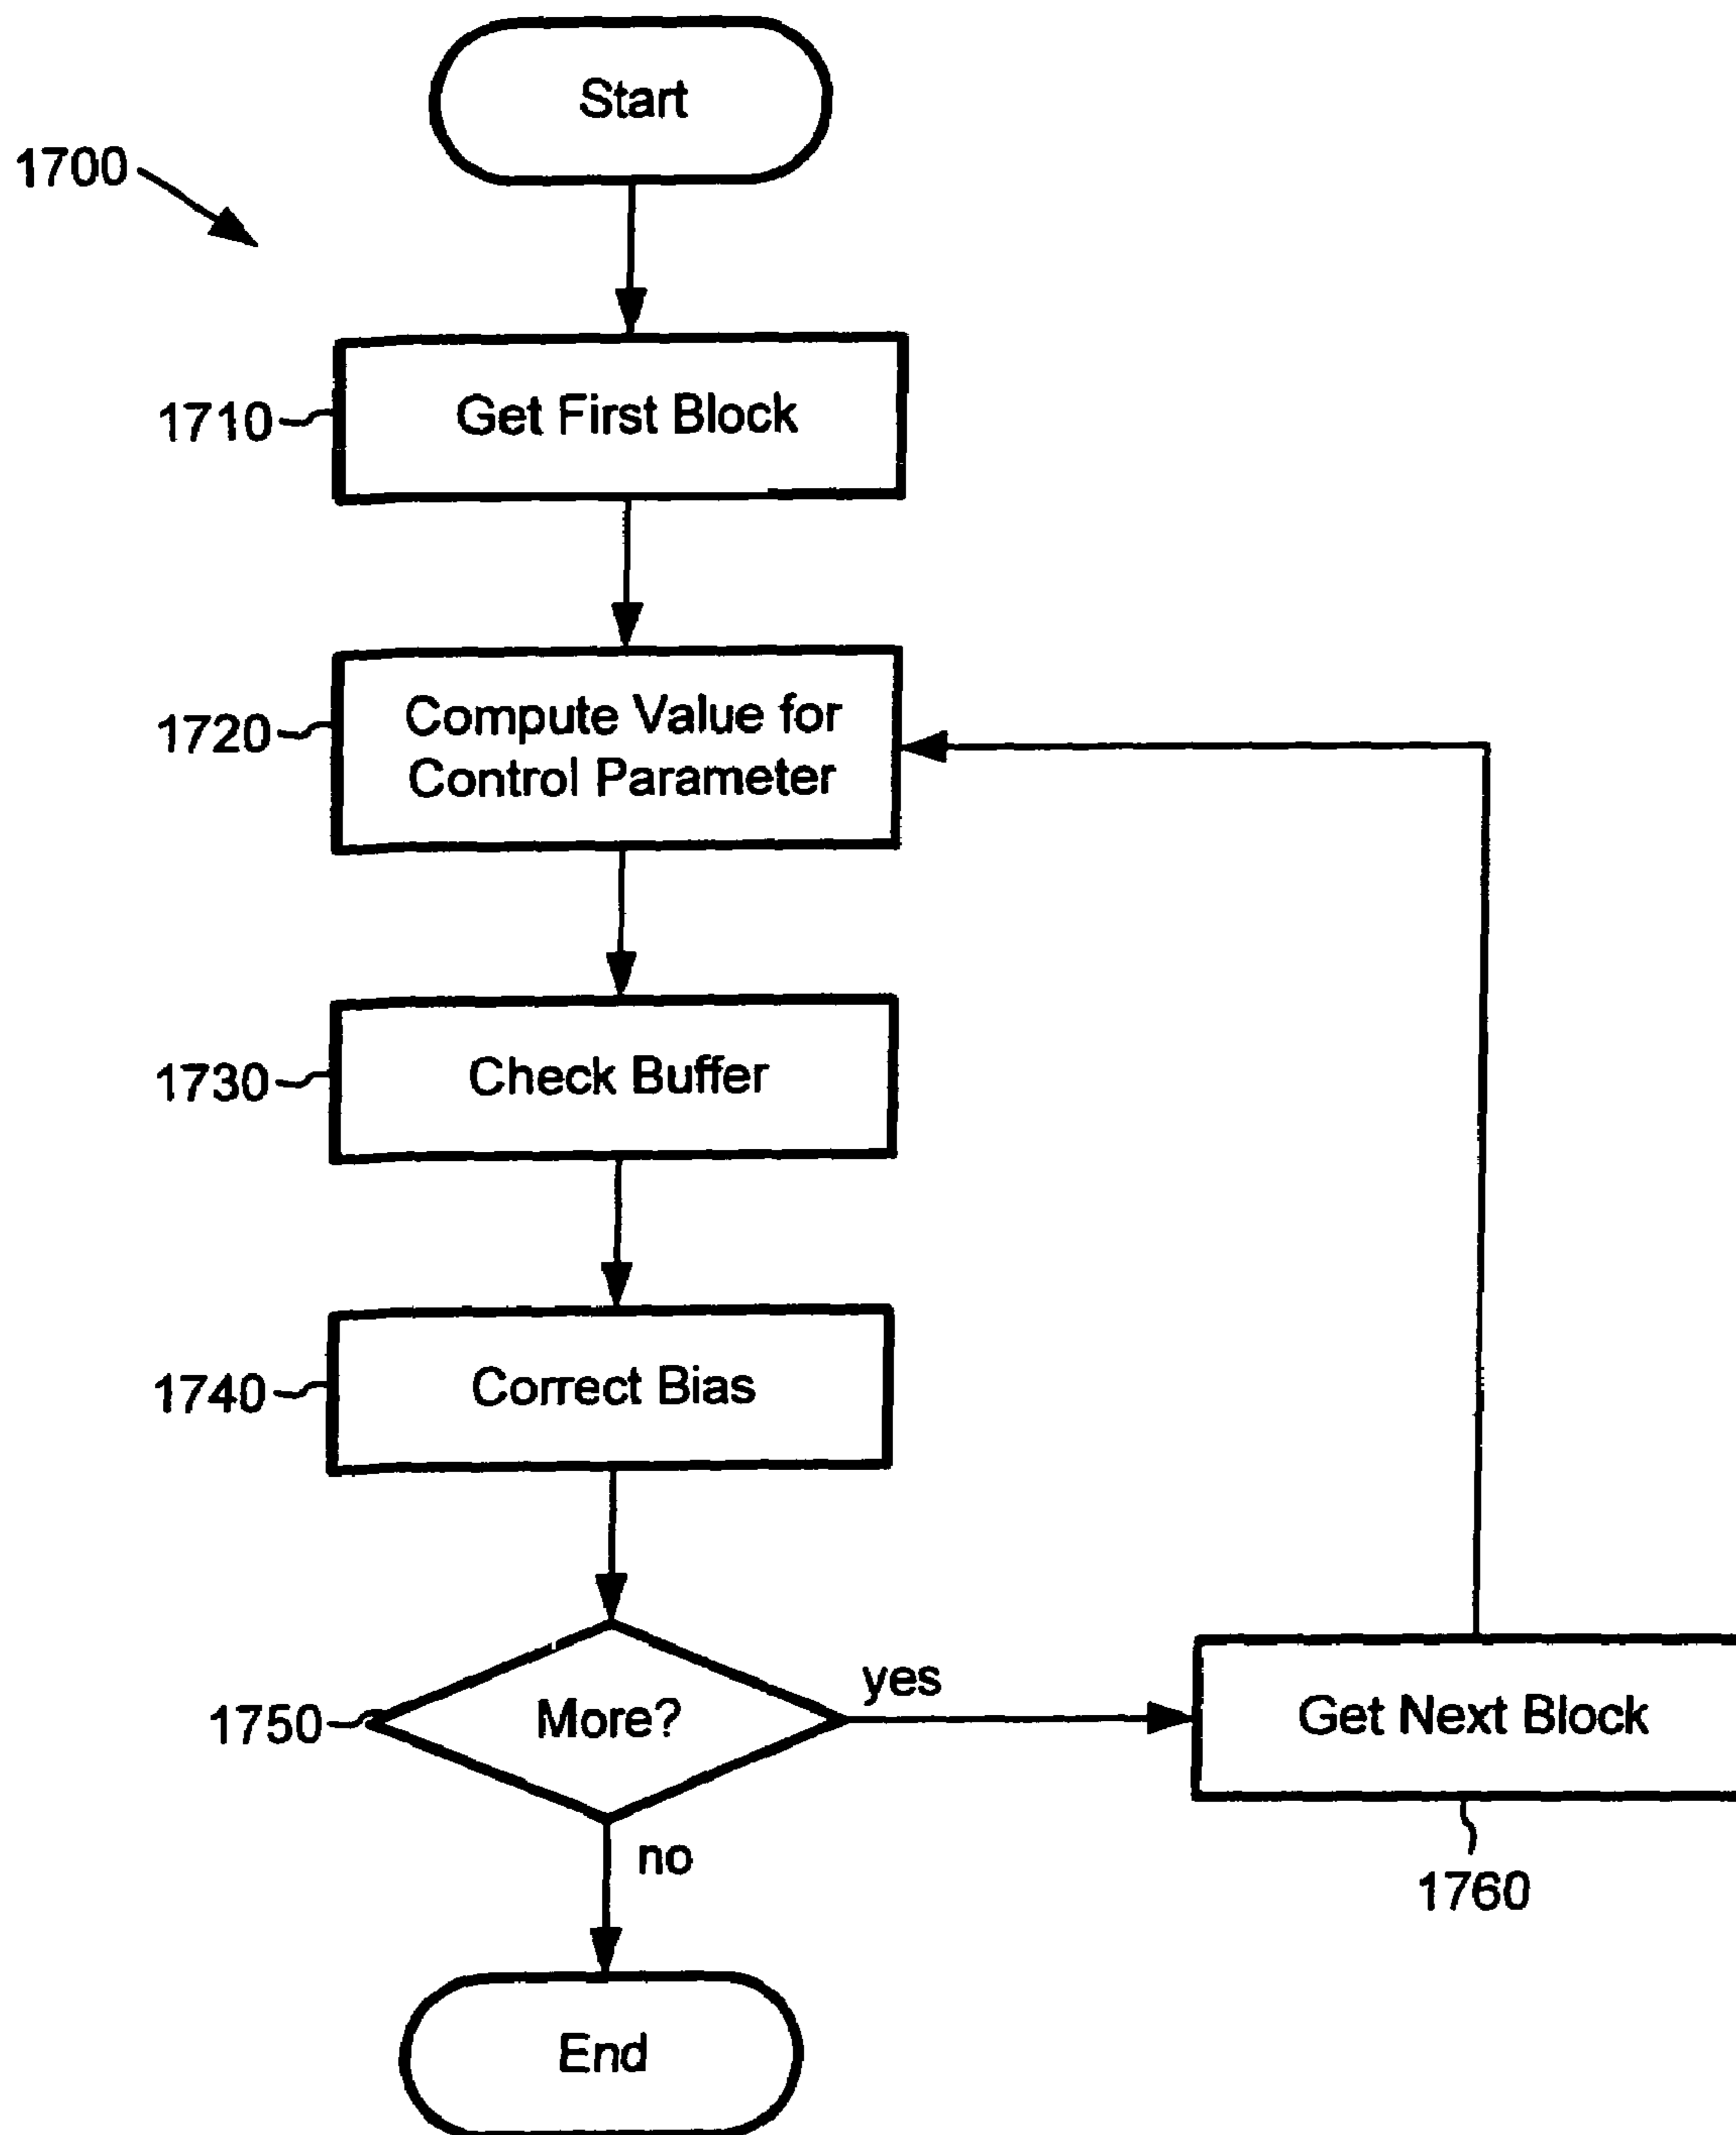 Start
1700
1710
Get First Block
1720
Compute Value for
Control Parameter
1730
Check Buffer
1740
Correct Bias
1750
More?
yes
Get Next Block
1760
no
End